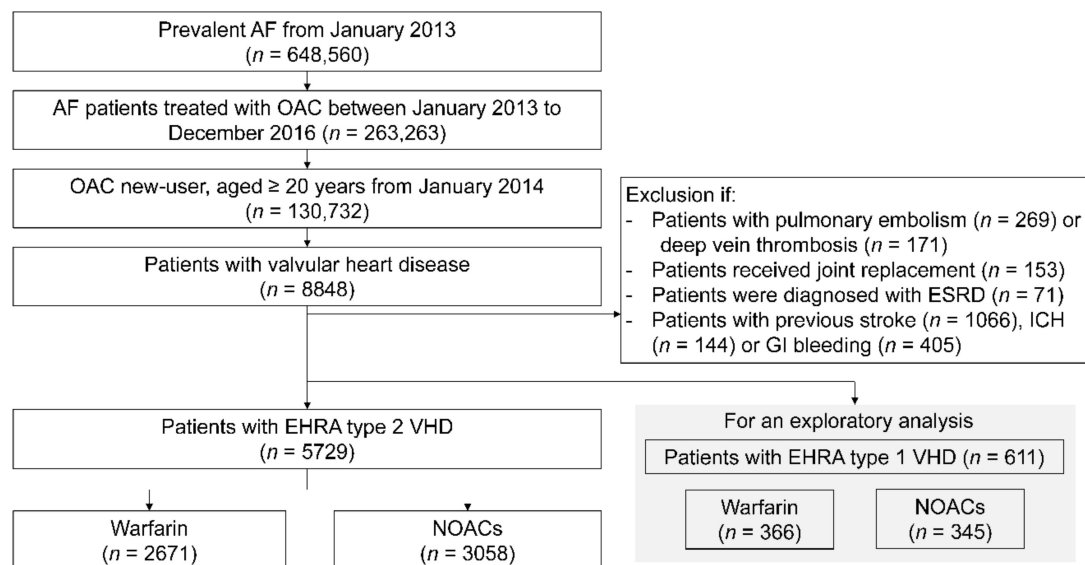 Prevalent AF from January 2013
(n = 648,560)
AF patients treated with OAC between January 2013 to
December 2016 (n = 263,263)
OAC new-user, aged ≥ 20 years from January 2014
(n = 130,732)
Patients with valvular heart disease
(n = 8848)
Exclusion if:
- Patients with pulmonary embolism (n = 269) or
deep vein thrombosis (n = 171)
- Patients received joint replacement (n = 153)
- Patients were diagnosed with ESRD (n = 71)
- Patients with previous stroke (n = 1066), ICH
(n = 144) or GI bleeding (n = 405)
Patients with EHRA type 2 VHD
(n = 5729)
Warfarin
(n = 2671)
NOACs
(n = 3058)
For an exploratory analysis
Patients with EHRA type 1 VHD (n = 611)
Warfarin
(n = 366)
NOACs
(n = 345)